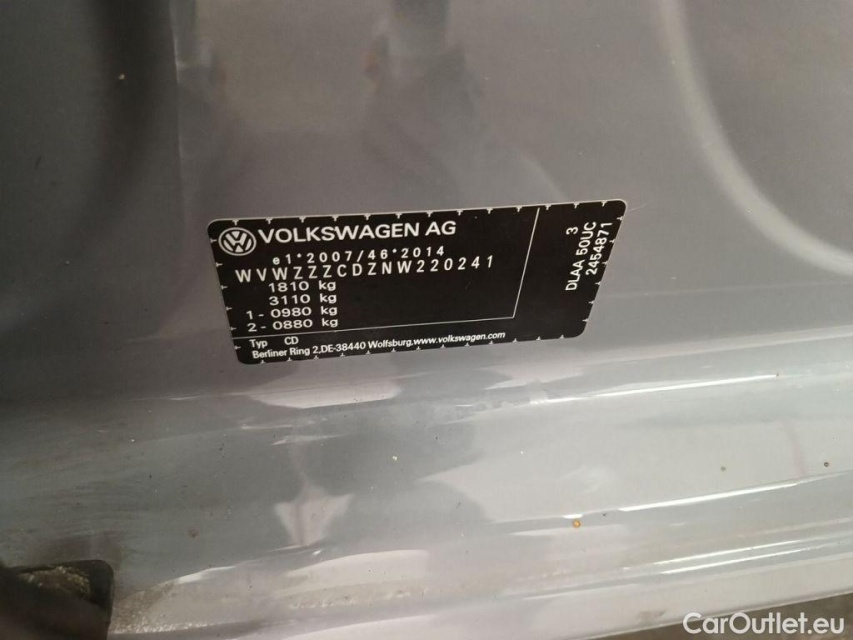 VOLKSWAGEN AG
e1*2007/46*2014
WVWZZZCDZNW220241
1810 kg
3110 kg
1- 0980 kg
2- 0880 kg
Typ CD
Berliner Ring 2,DE-38440 Wolfsburg,www.volkswagen.com
3
DLAA 50UC
2454871
CarOutlet.eu